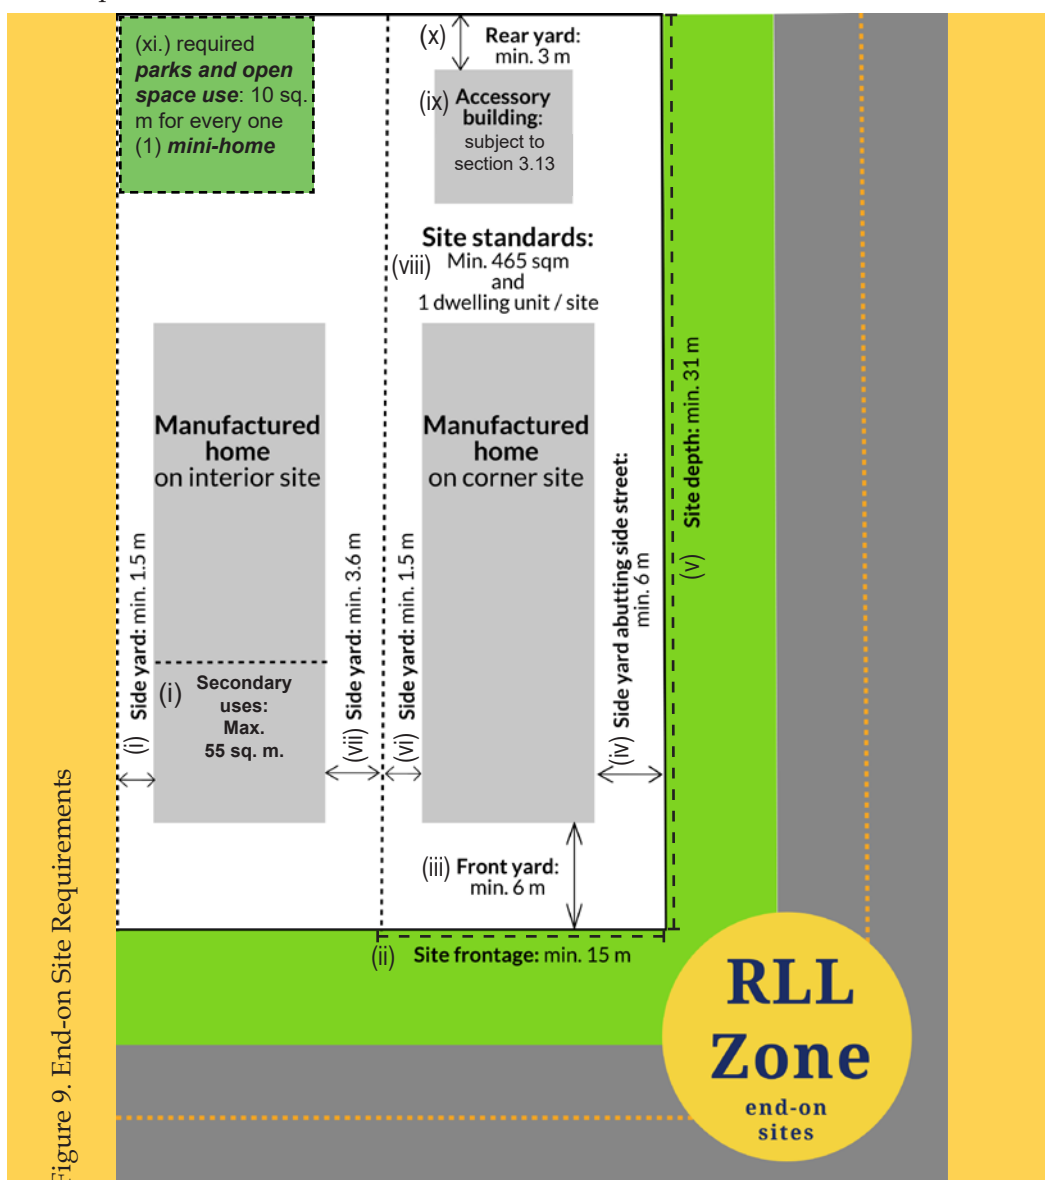 (xi.) required
parks and open
space use: 10 sq.
m for every one
(1) mini-home
(x)
Rear yard:
min. 3 m
(ix)
Accessory
building:
subject to
section 3.13
Site standards:
(viii)
Min. 465 sqm
and
1 dwelling unit / site
Manufactured
home
on interior site
Manufactured
home
on corner site
(i) Side yard: min. 1.5 m
(i)
Secondary
uses:
Max.
55 sq. m.
(vii) Side yard: min. 3.6 m
(vi) Side yard: min. 1.5 m
(iv) Side yard abutting side street:
min. 6 m
(v) Site depth: min. 31 m
(iii) Front yard:
min. 6 m
(ii) Site frontage: min. 15 m
RLL
Zone
end-on
sites
Figure 9. End-on Site Requirements